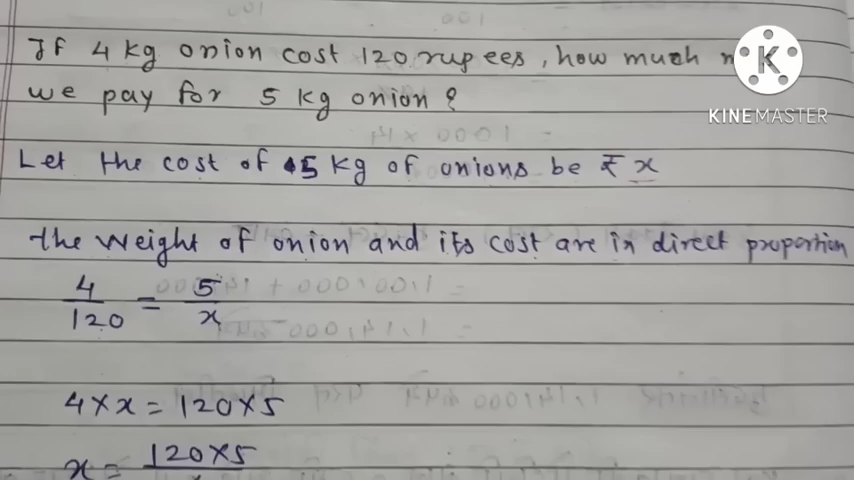 If 4 kg onion cost 120 rupees, how much
we pay for 5 kg onion?
Let the cost of 5 kg of onions be ₹ x
The weight of onion and its cost are in direct proportion
4/120 = 5/x
4 × x = 120 × 5
x = 120 × 5
K
KINEMASTER